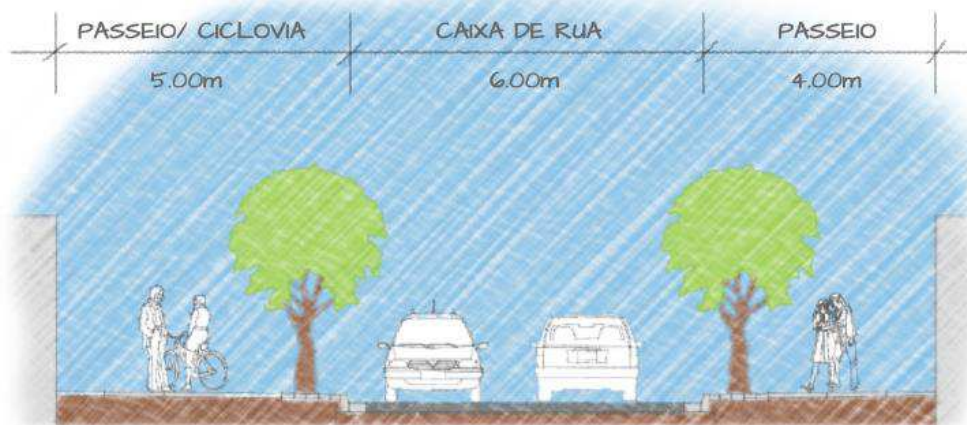 PASSEIO/ CICLOVIA CAIXA DE RUA PASSEIO
5.00m 6.00m 4.00m